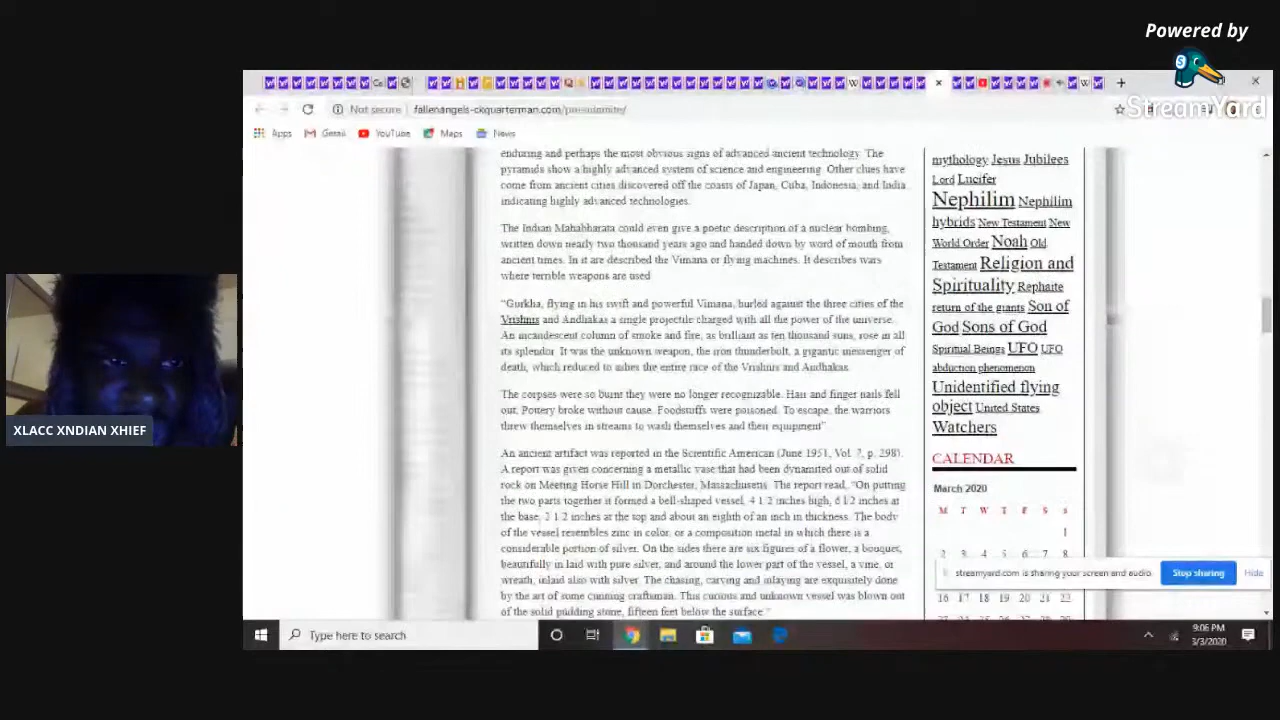 Powered by
StreamYard
Not secure
fallenangels-ckquarterman.com/preadamite/
Apps Gmail YouTube Maps News
enduring and perhaps the most obvious signs of advanced ancient technology. The
pyramids show a highly advanced system of science and engineering. Other clues have
come from ancient cities discovered off the coasts of Japan, Cuba, Indonesia, and India
indicating highly advanced technologies.
The Indian Mahabharata could even give a poetic description of a nuclear bombing,
written down nearly two thousand years ago and handed down by word of mouth from
ancient times. In it are described the Vimana or flying machines. It describes wars
where terrible weapons are used
“Gurkha, flying in his swift and powerful Vimana, hurled against the three cities of the
Vrishnis and Andhakas a single projectile charged with all the power of the universe.
An incandescent column of smoke and fire, as brilliant as ten thousand suns, rose in all
its splendor. It was the unknown weapon, the iron thunderbolt, a gigantic messenger of
death, which reduced to ashes the entire race of the Vrishnis and Andhakas.
The corpses were so burnt they were no longer recognizable. Hair and finger nails fell
out. Pottery broke without cause. Foodstuffs were poisoned. To escape, the warriors
threw themselves in streams to wash themselves and their equipment”
An ancient artifact was reported in the Scientific American (June 1951, Vol. 7, p. 298).
A report was given concerning a metallic vase that had been dynamited out of solid
rock on Meeting Horse Hill in Dorchester, Massachusetts. The report read, “On putting
the two parts together it formed a bell-shaped vessel, 4 1/2 inches high, 6 1/2 inches at
the base, 2 1/2 inches at the top and about an eighth of an inch in thickness. The body
of the vessel resembles zinc in color, or a composition metal in which there is a
considerable portion of silver. On the sides there are six figures of a flower, a bouquet,
beautifully in laid with pure silver, and around the lower part of the vessel, a vine, or
wreath, inlaid also with silver. The chasing, carving and inlaying are exquisitely done
by the art of some cunning craftsman. This curious and unknown vessel was blown out
of the solid pudding stone, fifteen feet below the surface.”
mythology Jesus Jubilees
Lord Lucifer
Nephilim Nephilim
hybrids New Testament New
World Order Noah Old
Testament Religion and
Spirituality Rephaite
return of the giants Son of
God Sons of God
Spiritual Beings UFO UFO
abduction phenomenon
Unidentified flying
object United States
Watchers
CALENDAR
March 2020
M T W T F S S
1
2 3 4 5 6 7 8
streamyard.com is sharing your screen and audio.
Stop sharing
Hide
16 17 18 19 20 21 22
XLACC XNDIAN XHIEF
Type here to search
9:06 PM
3/3/2020